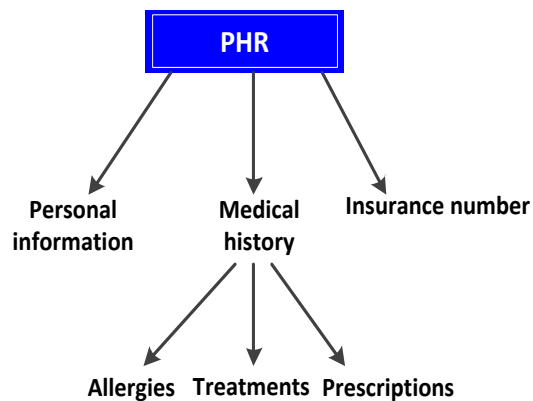 PHR
Personal
information
Medical
history
Insurance number
Allergies
Treatments
Prescriptions